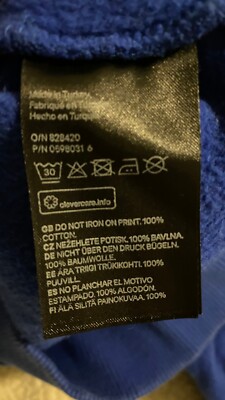 Made in Turkey
Fabriqué en
Hecho en Turquía
O/N 828420
P/N 0598031 6
30
clevercare.info
GB DO NOT IRON ON PRINT. 100%
COTTON.
CZ NEŽEHLETE POTISK. 100% BAVLNA.
DE NICHT ÜBER DEN DRUCK BÜGELN.
100% BAUMWOLLE.
EE ÄRA TRIIGI TRÜKIKOHTI. 100%
PUUVILL.
ES NO PLANCHAR EL MOTIVO
ESTAMPADO. 100% ALGODÓN.
FI ÄLÄ SILITÄ PAINOKUVAA. 100%